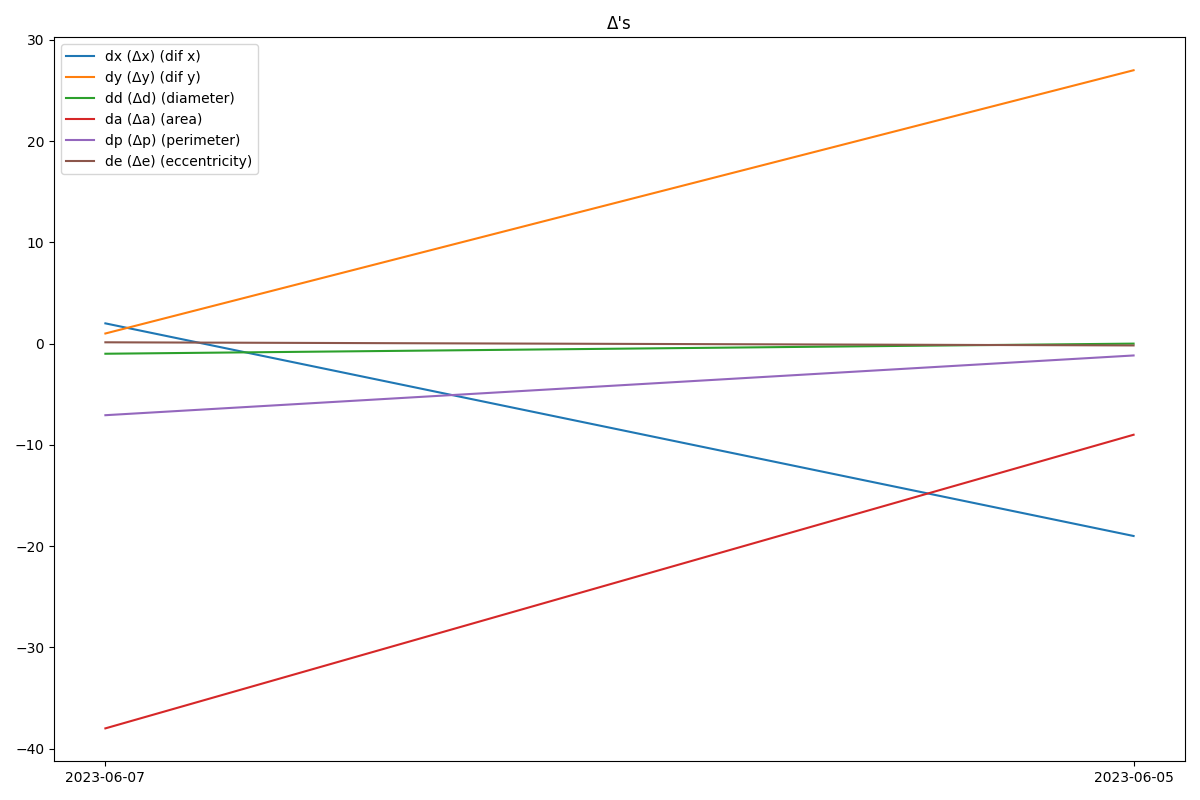 Δ's
30
20
10
0
−10
−20
−30
−40
dx (Δx) (dif x)
dy (Δy) (dif y)
dd (Δd) (diameter)
da (Δa) (area)
dp (Δp) (perimeter)
de (Δe) (eccentricity)
2023-06-07
2023-06-05